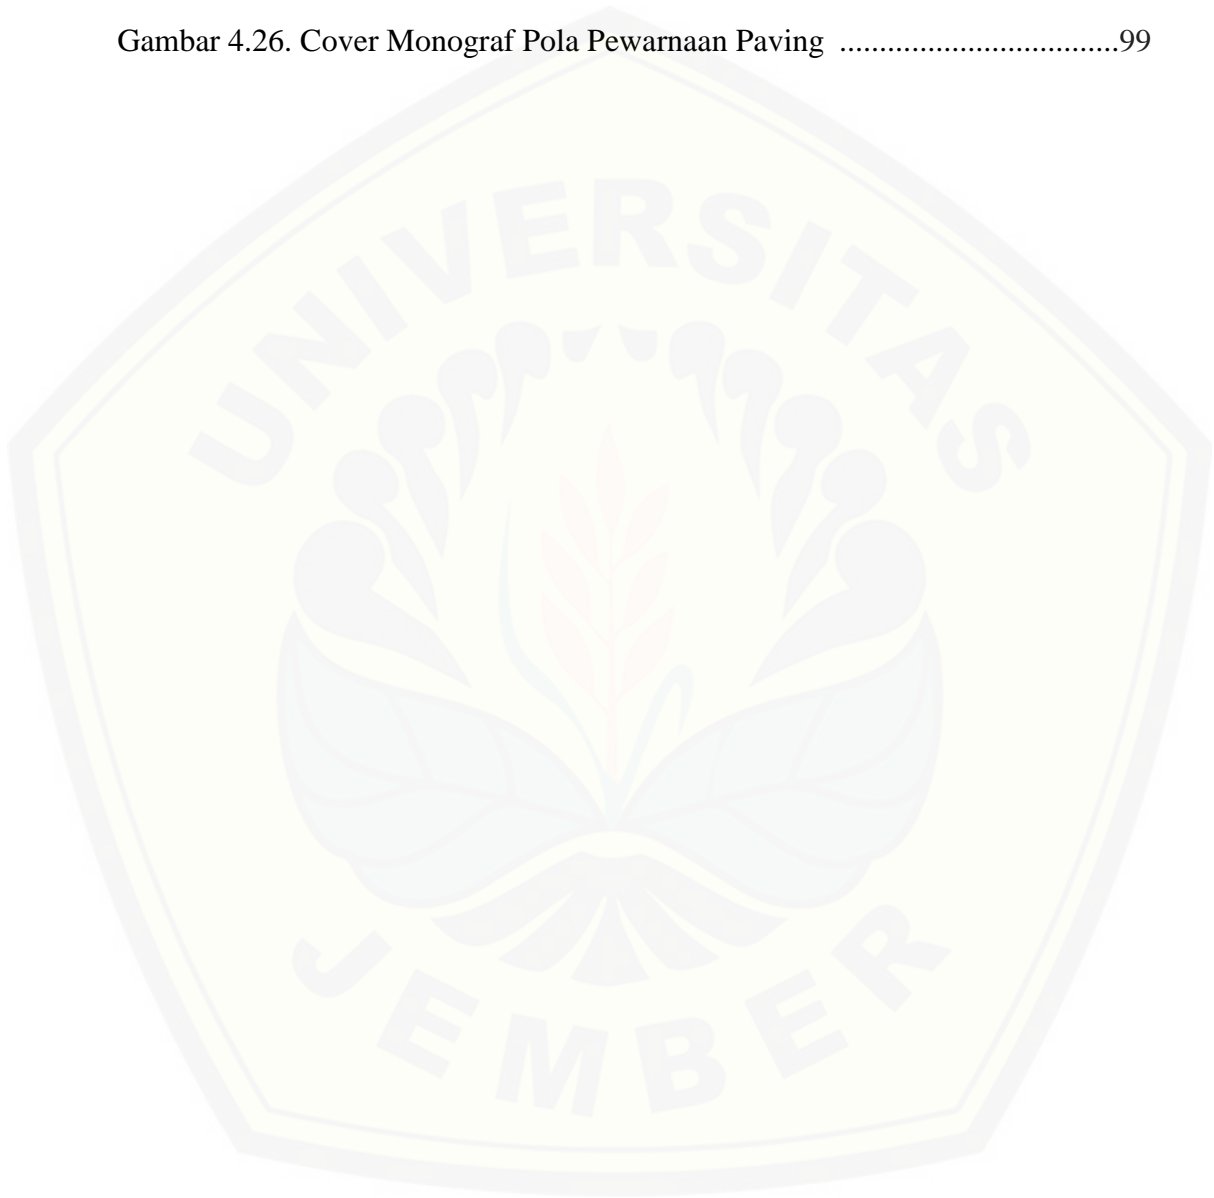 Gambar 4.26. Cover Monograf Pola Pewarnaan Paving ...................................99
UNIVERSITAS
JEMBER